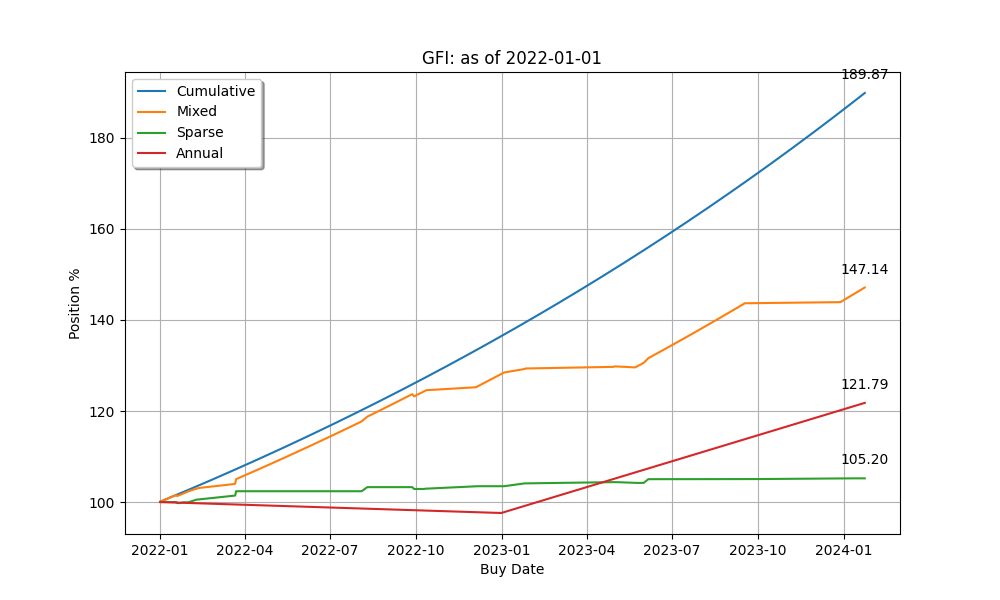 GFI: as of 2022-01-01
Cumulative
Mixed
Sparse
Annual
189.87
147.14
121.79
105.20
Position %
180
160
140
120
100
2022-01 2022-04 2022-07 2022-10 2023-01 2023-04 2023-07 2023-10 2024-01
Buy Date